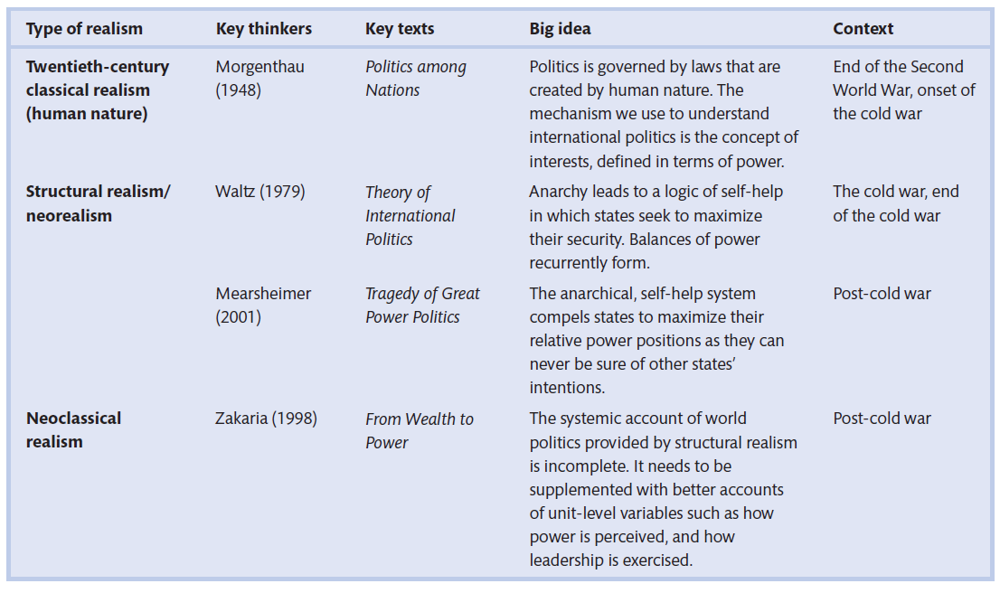 Type of realism
Key thinkers
Key texts
Big idea
Context
Twentieth-century
classical realism
(human nature)
Morgenthau
(1948)
Politics among
Nations
Politics is governed by laws that are
created by human nature. The
mechanism we use to understand
international politics is the concept of
interests, defined in terms of power.
End of the Second
World War, onset of
the cold war
Structural realism/
neorealism
Waltz (1979)
Theory of
International
Politics
Anarchy leads to a logic of self-help
in which states seek to maximize
their security. Balances of power
recurrently form.
The cold war, end
of the cold war
Mearsheimer
(2001)
Tragedy of Great
Power Politics
The anarchical, self-help system
compels states to maximize their
relative power positions as they can
never be sure of other states’
intentions.
Post-cold war
Neoclassical
realism
Zakaria (1998)
From Wealth to
Power
The systemic account of world
politics provided by structural realism
is incomplete. It needs to be
supplemented with better accounts
of unit-level variables such as how
power is perceived, and how
leadership is exercised.
Post-cold war